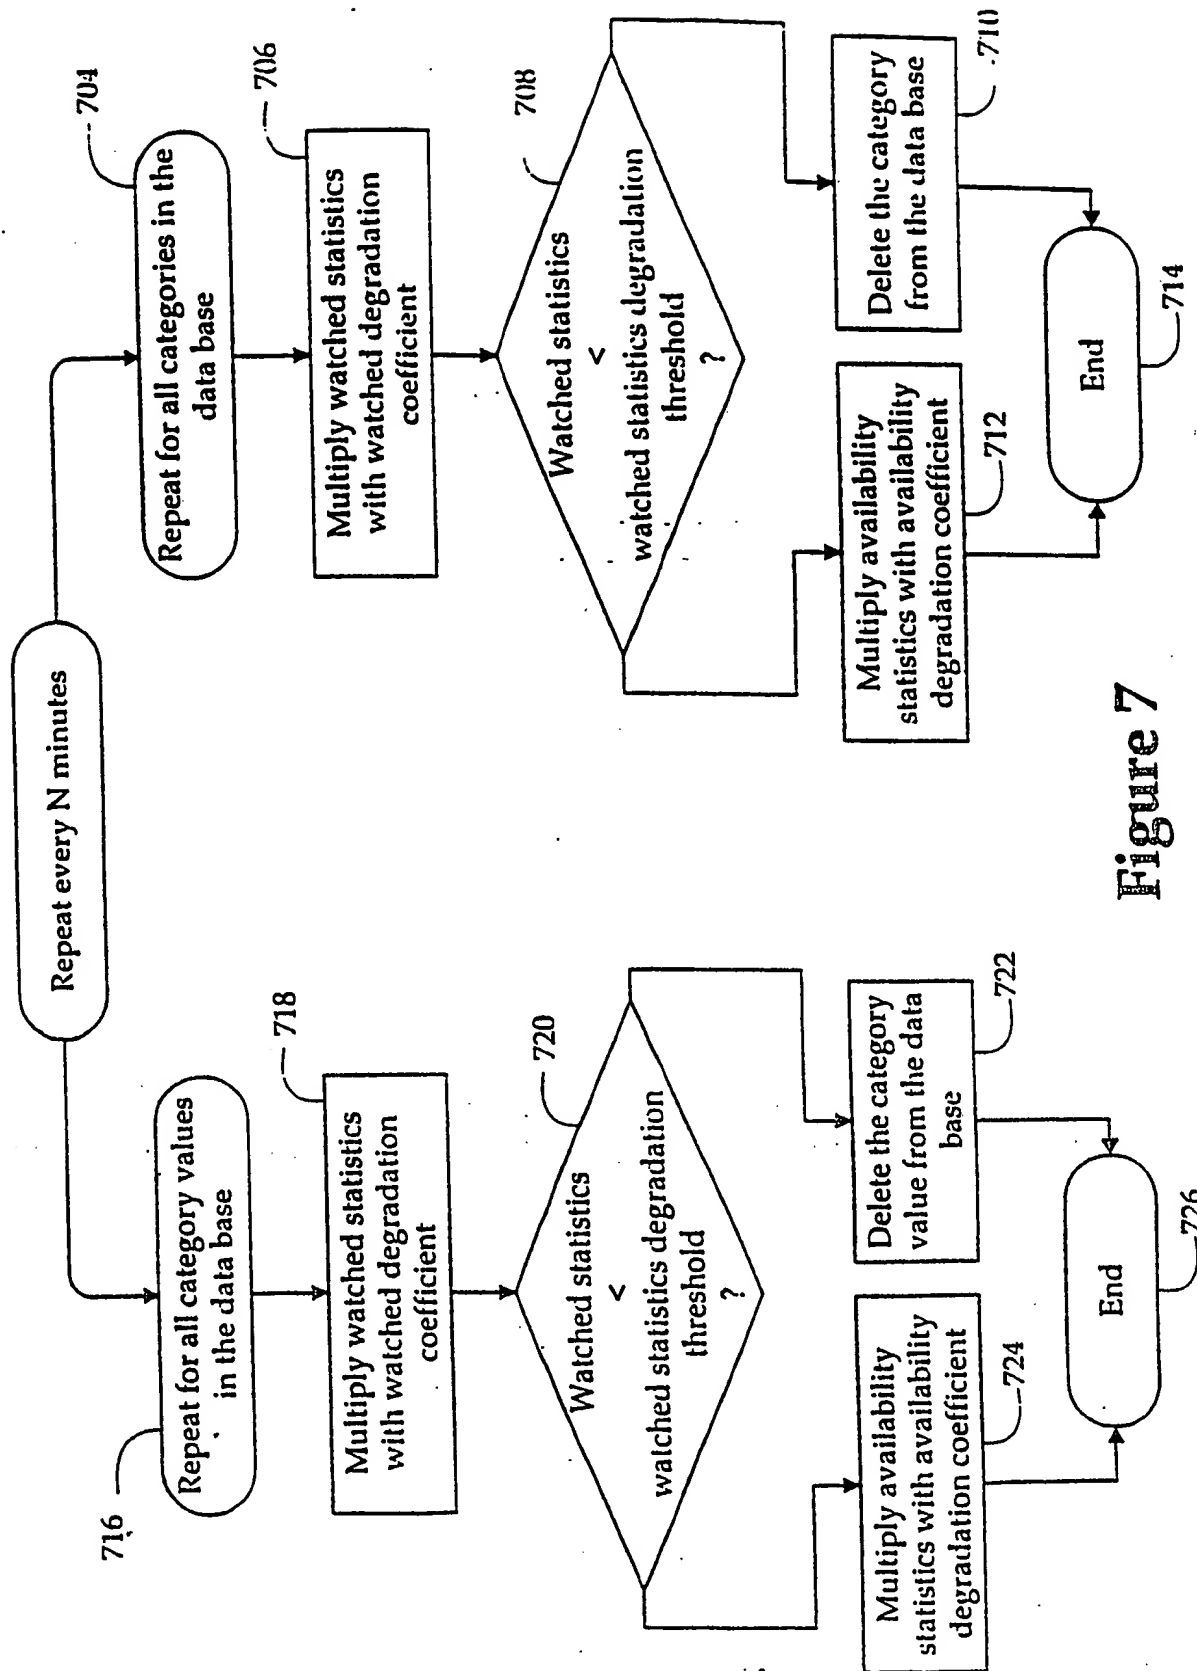 Repeat every N minutes
716
Repeat for all category values
in the data base
718
Multiply watched statistics
with watched degradation
coefficient
720
Watched statistics
<
watched statistics degradation
threshold
?
Multiply availability
statistics with availability
degradation coefficient
724
Delete the category
value from the data
base
722
End
726
704
Repeat for all categories in the
data base
706
Multiply watched statistics
with watched degradation
coefficient
708
Watched statistics
<
watched statistics degradation
threshold
?
Multiply availability
statistics with availability
degradation coefficient
712
Delete the category
from the data base
710
End
714
Figure 7